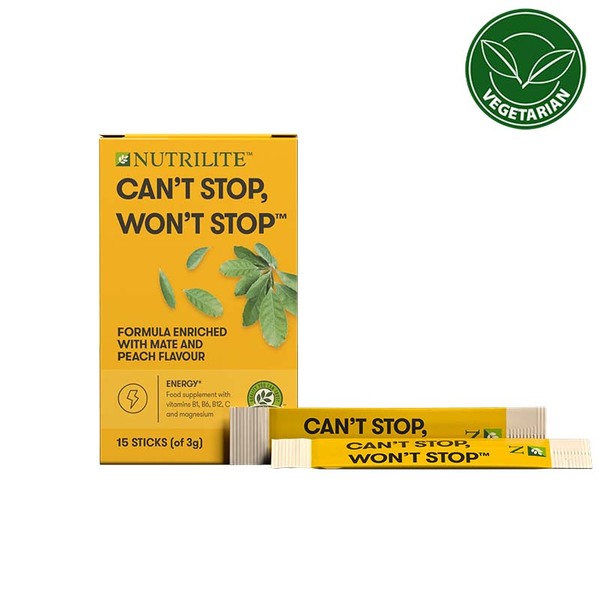 VEGETARIAN
NUTRILITE™
CAN'T STOP,
WON'T STOP™
FORMULA ENRICHED
WITH MATE AND
PEACH FLAVOUR
ENERGY*
Food supplement with
vitamins B1, B6, B12, C
and magnesium
15 STICKS (of 3g)
CAN'T STOP,
N
CAN'T STOP,
WON'T STOP™
N